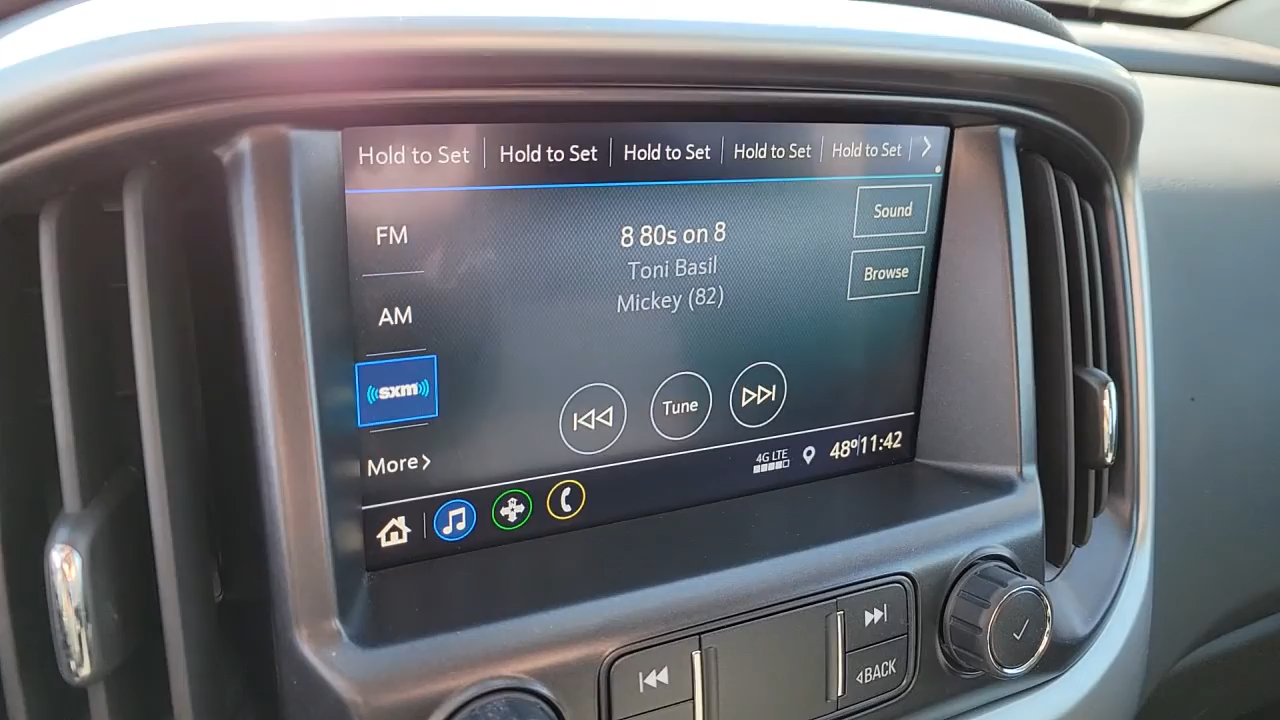 Hold to Set Hold to Set Hold to Set Hold to Set Hold to Set
FM
8 80s on 8
Sound
Toni Basil
Browse
Mickey (82)
AM
sxm
Tune
More
4G LTE
48° 11:42
BACK